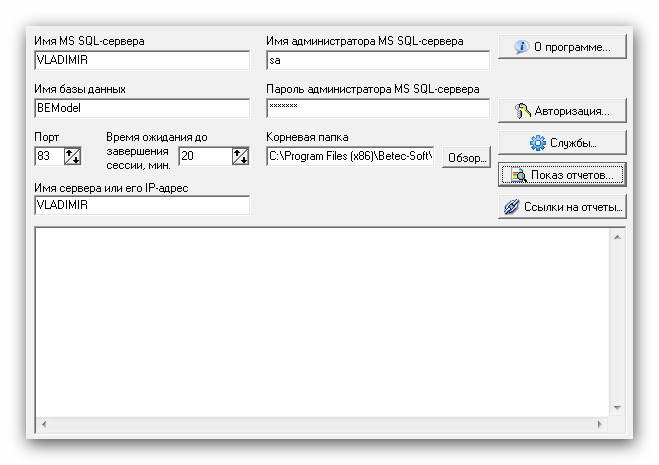 Имя MS SQL-сервера
VLADIMIR
Имя администратора MS SQL-сервера
sa
О программе...
Имя базы данных
BEModel
Пароль администратора MS SQL-сервера
×××××××
Авторизация...
Порт
83
Время ожидания до
завершения
сессии, мин.
20
Корневая папка
C:\Program Files (x86)\Betec-Soft\
Обзор...
Службы...
Показ отчетов...
Имя сервера или его IP-адрес
VLADIMIR
Ссылки на отчеты...